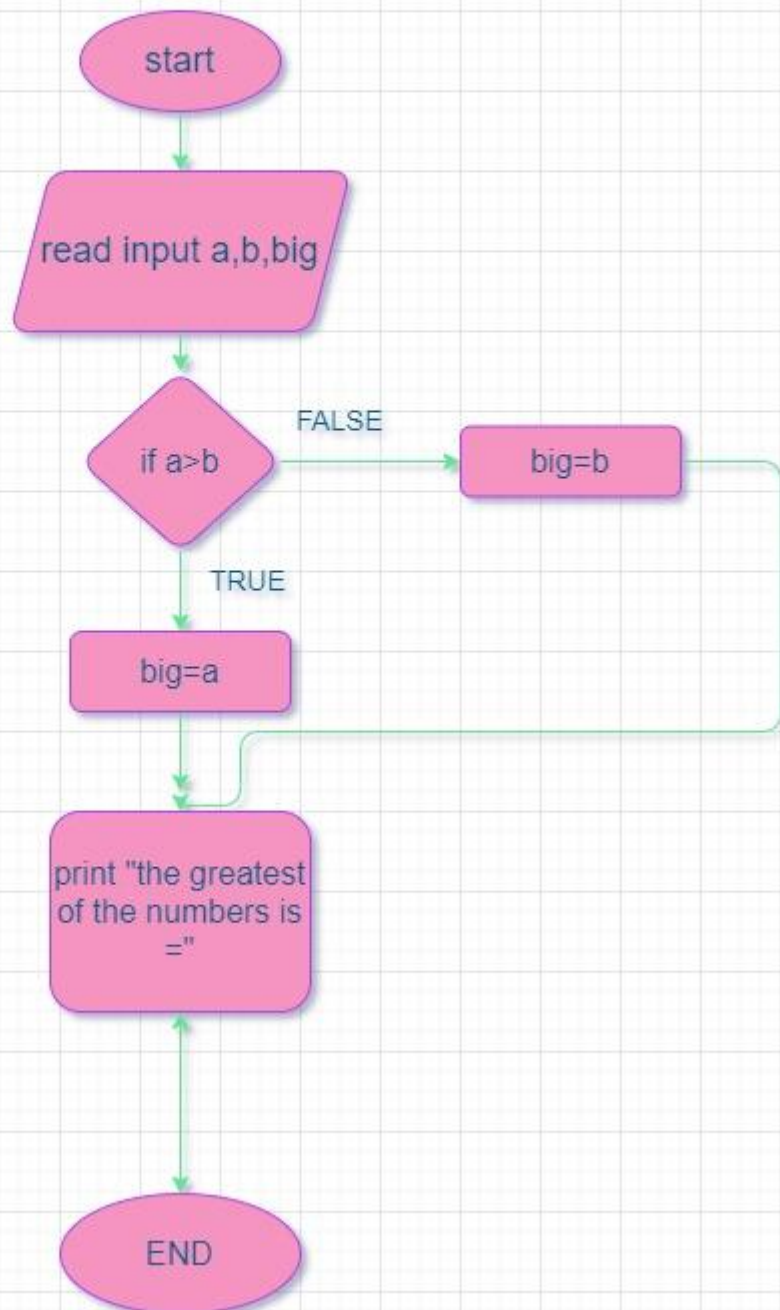 start
read input a,b,big
if a>b
FALSE
big=b
TRUE
big=a
print "the greatest
of the numbers is
="
END